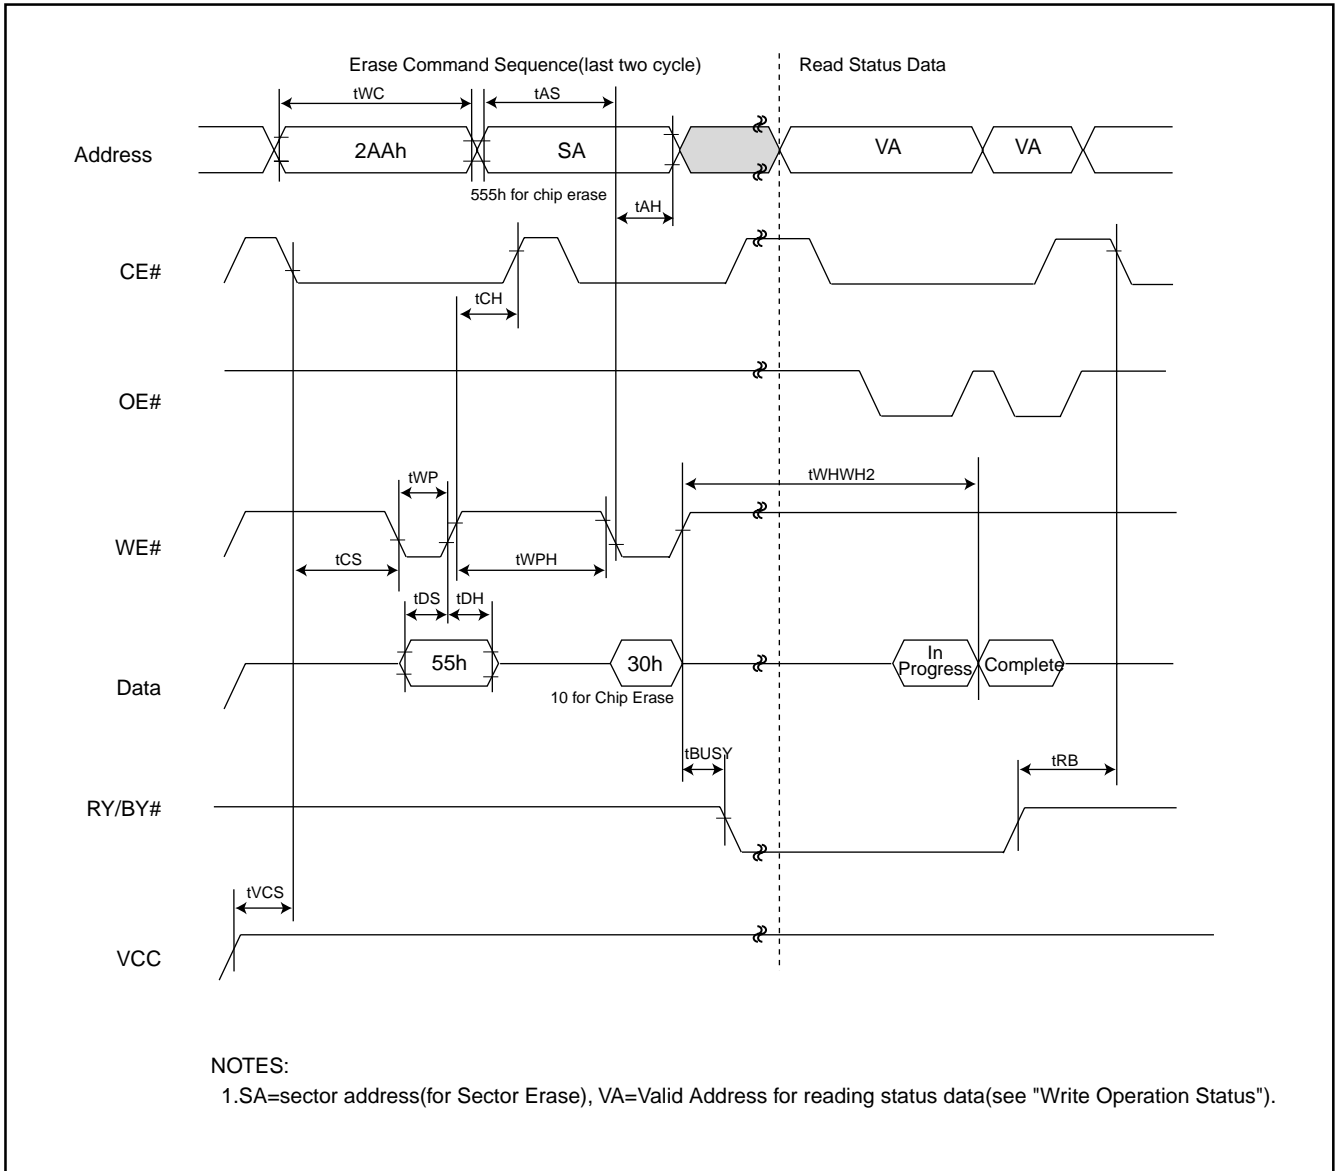 Erase Command Sequence(last two cycle)
Read Status Data
tWC
tAS
Address
2AAh
SA
VA
VA
555h for chip erase
tAH
CE#
tCH
OE#
tWP
tWHWH2
WE#
tCS
tWPH
tDS
tDH
Data
55h
30h
In
Progress
Complete
10 for Chip Erase
tBUSY
tRB
RY/BY#
tVCS
VCC
NOTES:
1.SA=sector address(for Sector Erase), VA=Valid Address for reading status data(see "Write Operation Status").